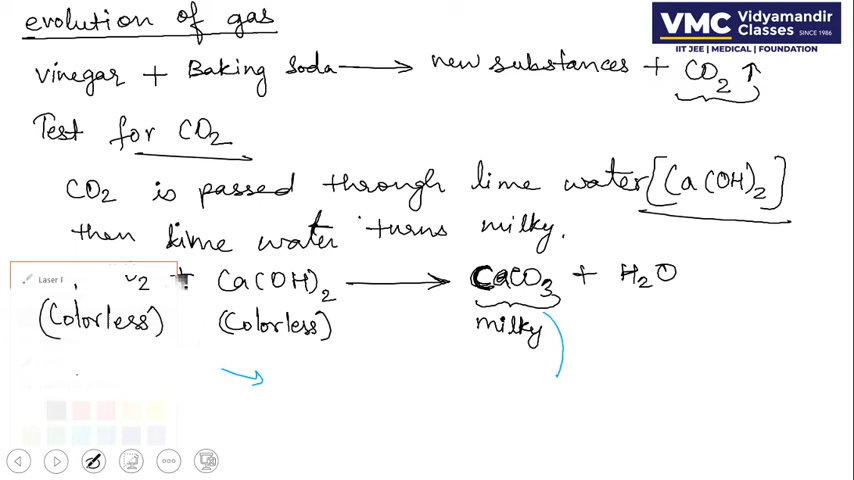 evolution of gas
VMC Vidyamandir Classes SINCE 1986
IIT JEE | MEDICAL | FOUNDATION
vinegar + Baking soda ⟶ new substances + CO₂ ↑
Test for CO₂
CO₂ is passed through lime water [Ca(OH)₂]
then lime water turns milky.
₂ + Ca(OH)₂ ⟶ CaCO₃ + H₂O
(Colorless) (Colorless) milky